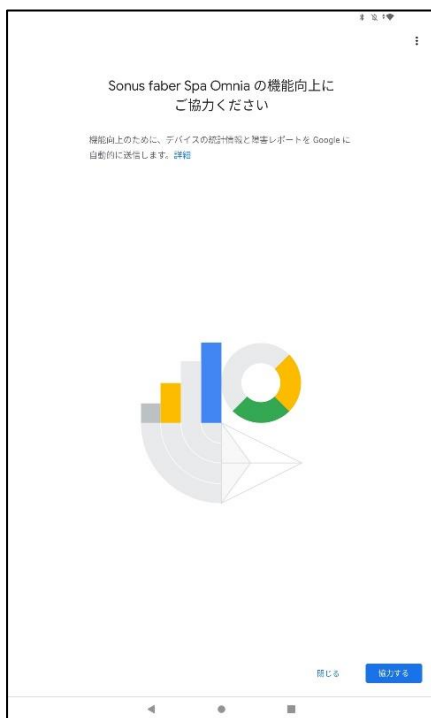 Sonus faber Spa Omnia の機能向上に
ご協力ください
機能向上のために、デバイスの統計情報と障害レポートを Google に
自動的に送信します。詳細
閉じる
協力する